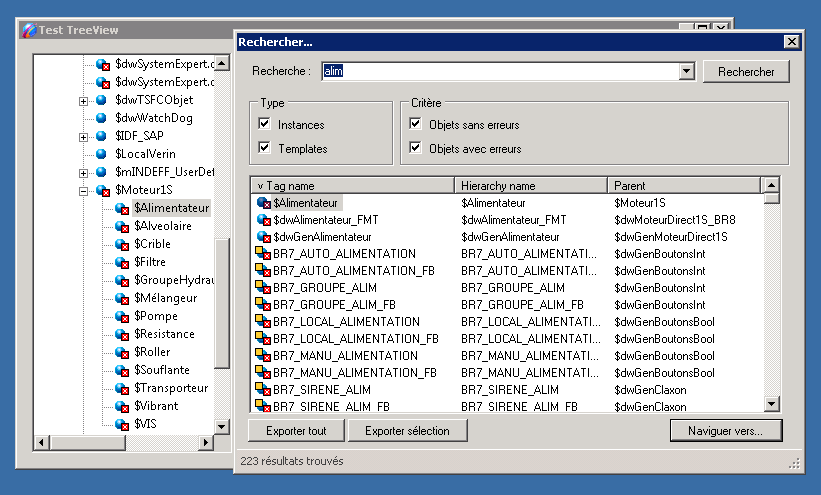 Test TreeView
$dwSystemExpert.c
$dwSystemExpert.c
$dwTSFCObjet
$dwWatchDog
$IDF_SAP
$LocalVerin
$mINDEFF_UserDef
$Moteur1S
$Alimentateur
$Alveolaire
$Crible
$Filtre
$GroupeHydrau
$Mélangeur
$Pompe
$Resistance
$Roller
$Souflante
$Transporteur
$Vibrant
$VIS
Rechercher...
Recherche : alim Rechercher
Type Critère
Instances Objets sans erreurs
Templates Objets avec erreurs
v Tag name Hierarchy name Parent
$Alimentateur $Alimentateur $Moteur1S
$dwAlimentateur_FMT $dwAlimentateur_FMT $dwMoteurDirect1S_BR8
$dwGenAlimentateur $dwGenAlimentateur $dwGenMoteurDirect1S
BR7_AUTO_ALIMENTATION BR7_AUTO_ALIMENTATI... $dwGenBoutonsInt
BR7_AUTO_ALIMENTATION_FB BR7_AUTO_ALIMENTATI... $dwGenBoutonsInt
BR7_GROUPE_ALIM BR7_GROUPE_ALIM $dwGenBoutonsInt
BR7_GROUPE_ALIM_FB BR7_GROUPE_ALIM_FB $dwGenBoutonsInt
BR7_LOCAL_ALIMENTATION BR7_LOCAL_ALIMENTATI... $dwGenBoutonsBool
BR7_LOCAL_ALIMENTATION_FB BR7_LOCAL_ALIMENTATI... $dwGenBoutonsBool
BR7_MANU_ALIMENTATION BR7_MANU_ALIMENTATI... $dwGenBoutonsBool
BR7_MANU_ALIMENTATION_FB BR7_MANU_ALIMENTATI... $dwGenBoutonsBool
BR7_SIRENE_ALIM BR7_SIRENE_ALIM $dwGenClaxon
BR7_SIRENE_ALIM_FB BR7_SIRENE_ALIM_FB $dwGenClaxon
Exporter tout Exporter sélection Naviguer vers...
223 résultats trouvés